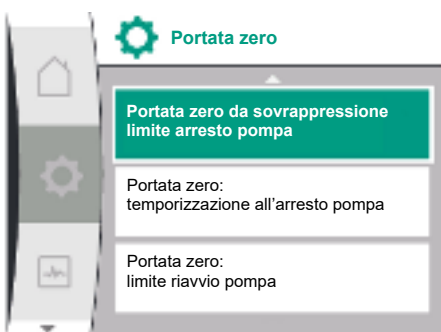 Portata zero
Portata zero da sovrappressione
limite arresto pompa
Portata zero:
temporizzazione all'arresto pompa
Portata zero:
limite riavvio pompa